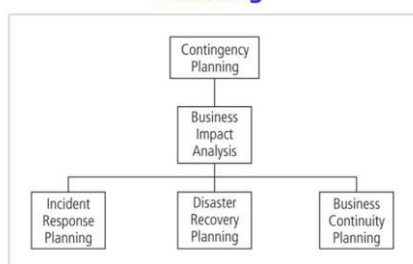 Contingency
Planning
Business
Impact
Analysis
Incident
Response
Planning
Disaster
Recovery
Planning
Business
Continuity
Planning